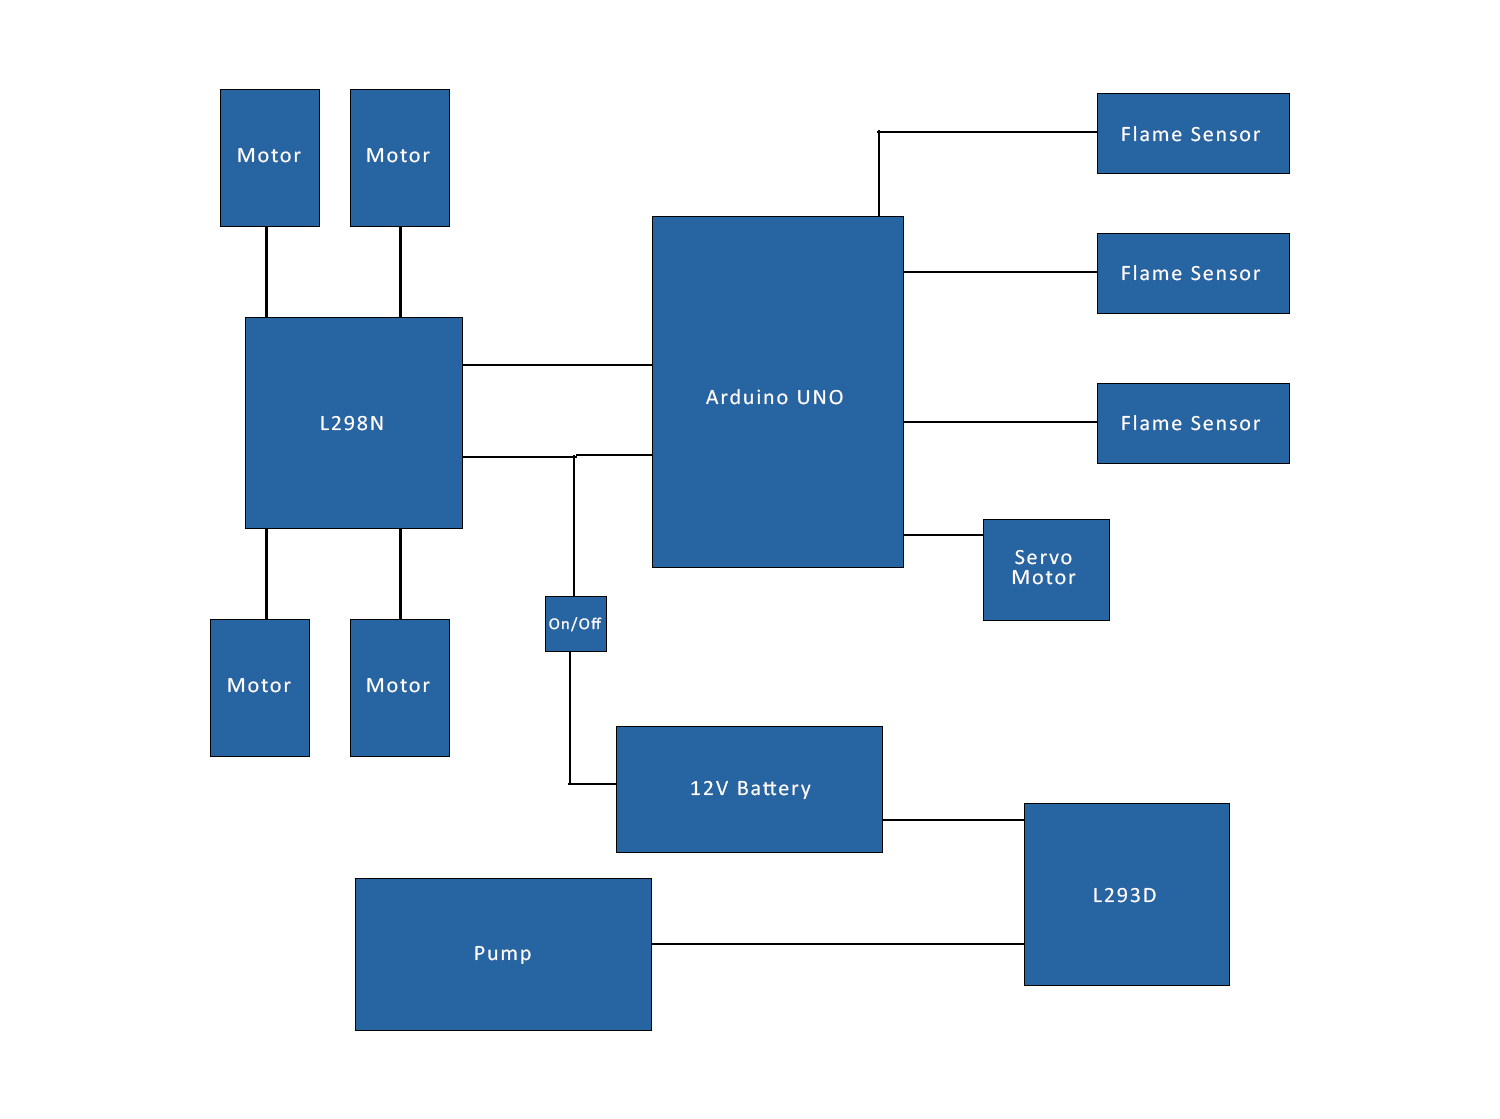 Motor
Motor
Flame Sensor
Flame Sensor
Arduino UNO
L298N
Flame Sensor
Servo
Motor
On/Off
Motor
Motor
12V Battery
L293D
Pump